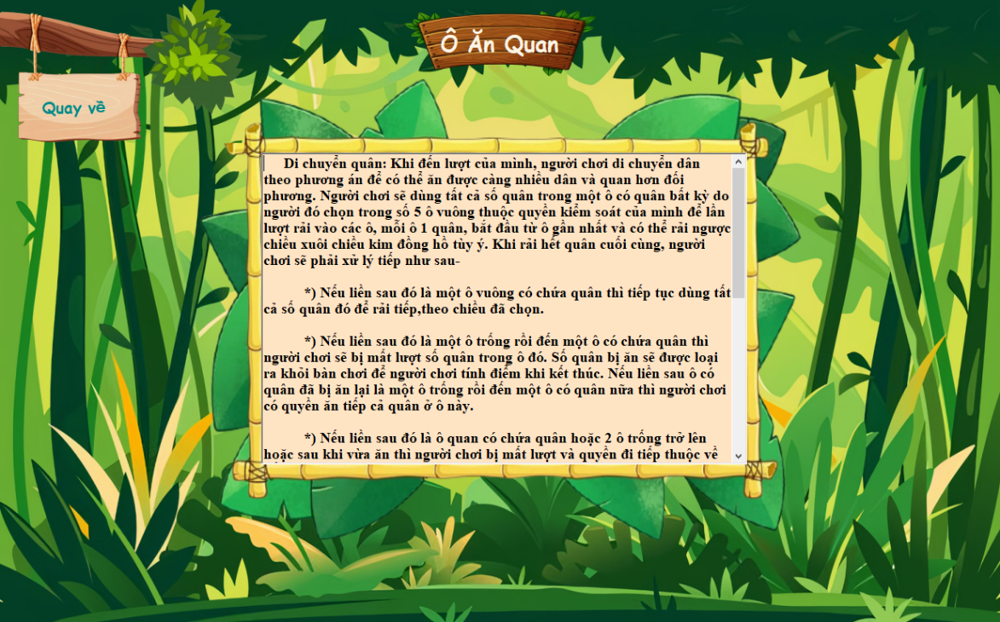 Ô Ăn Quan
Quay về
Di chuyển quân: Khi đến lượt của mình, người chơi di chuyển dân
theo phương án để có thể ăn được càng nhiều dân và quan hơn đối
phương. Người chơi sẽ dùng tất cả số quân trong một ô có quân bất kỳ do
người đó chọn trong số 5 ô vuông thuộc quyền kiểm soát của mình để lần
lượt rải vào các ô, mỗi ô 1 quân, bắt đầu từ ô gần nhất và có thể rải ngược
chiều xuôi chiều kim đồng hồ tùy ý. Khi rải hết quân cuối cùng, người
chơi sẽ phải xử lý tiếp như sau-
*) Nếu liền sau đó là một ô vuông có chứa quân thì tiếp tục dùng tất
cả số quân đó để rải tiếp,theo chiều đã chọn.
*) Nếu liền sau đó là một ô trống rồi đến một ô có chứa quân thì
người chơi sẽ bị mất lượt số quân trong ô đó. Số quân bị ăn sẽ được loại
ra khỏi bàn chơi để người chơi tính điểm khi kết thúc. Nếu liền sau ô có
quân đã bị ăn lại là một ô trống rồi đến một ô có quân nữa thì người chơi
có quyền ăn tiếp cả quân ở ô này.
*) Nếu liền sau đó là ô quan có chứa quân hoặc 2 ô trống trở lên
hoặc sau khi vừa ăn thì người chơi bị mất lượt và quyền đi tiếp thuộc về